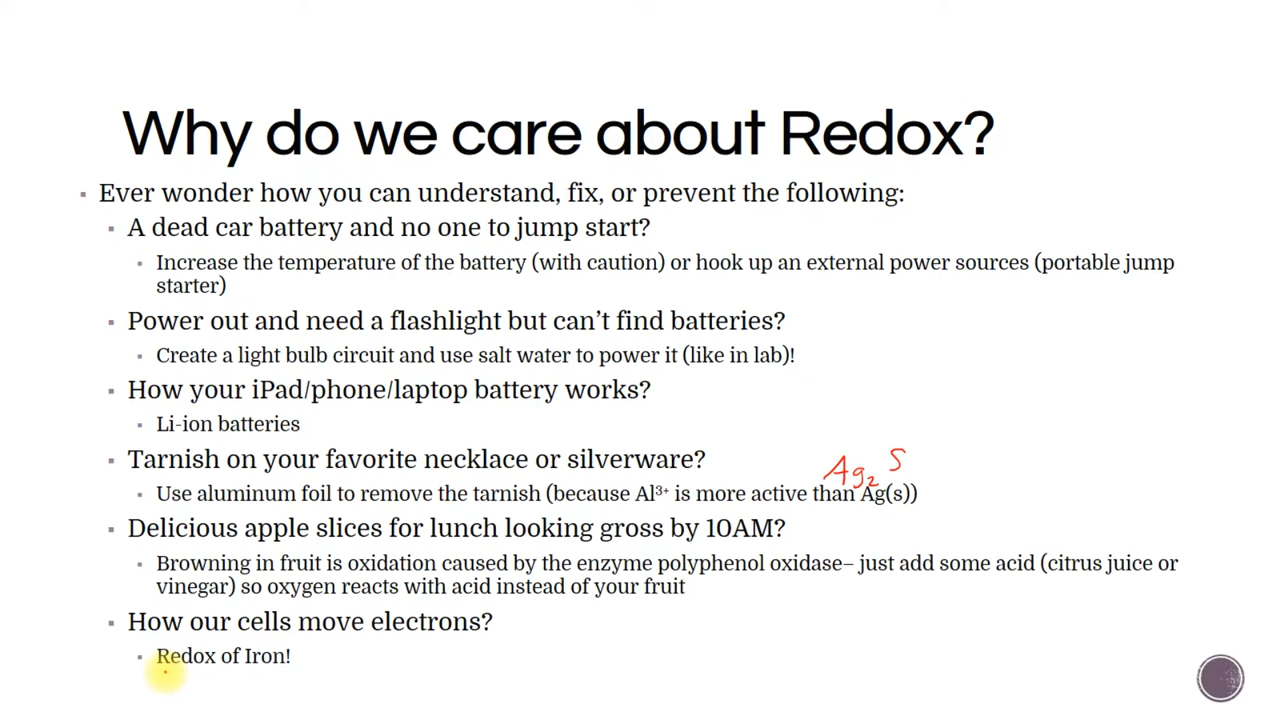 Why do we care about Redox?
▪ Ever wonder how you can understand, fix, or prevent the following:
▪ A dead car battery and no one to jump start?
▪ Increase the temperature of the battery (with caution) or hook up an external power sources (portable jump
starter)
▪ Power out and need a flashlight but can't find batteries?
▪ Create a light bulb circuit and use salt water to power it (like in lab)!
▪ How your iPad/phone/laptop battery works?
▪ Li-ion batteries
▪ Tarnish on your favorite necklace or silverware?
Ag₂S
▪ Use aluminum foil to remove the tarnish (because Al³⁺ is more active than Ag(s))
▪ Delicious apple slices for lunch looking gross by 10AM?
▪ Browning in fruit is oxidation caused by the enzyme polyphenol oxidase– just add some acid (citrus juice or
vinegar) so oxygen reacts with acid instead of your fruit
▪ How our cells move electrons?
▪ Redox of Iron!